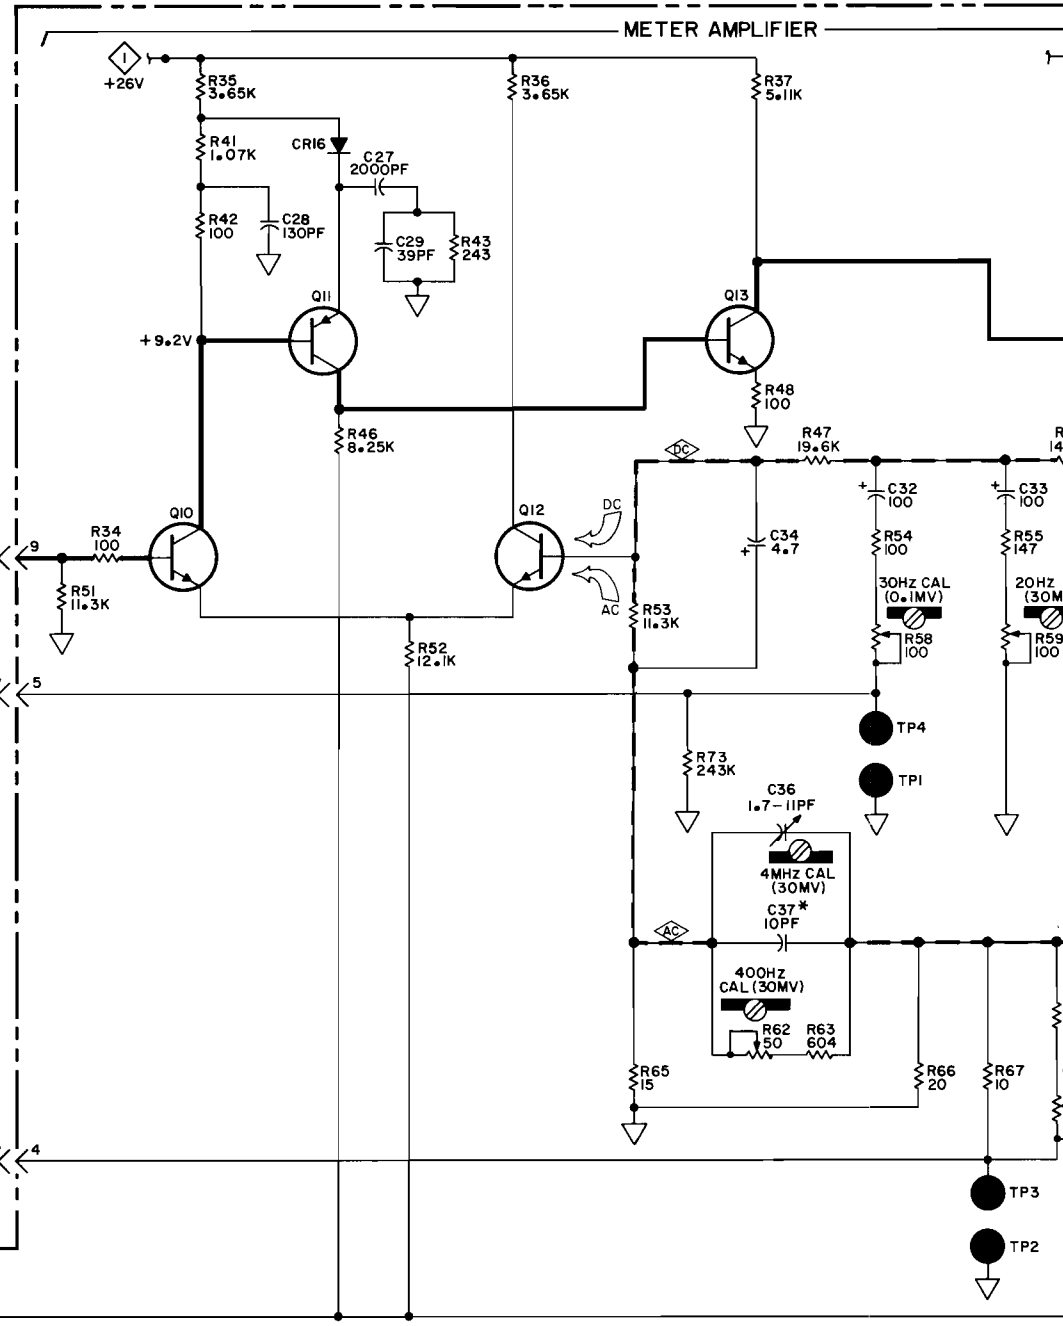 METER AMPLIFIER
1
+26V
R35
3.65K
R36
3.65K
R37
5.11K
R41
1.07K
CR16
C27
2000PF
R42
100
C28
130PF
C29
39PF
R43
243
Q11
Q13
+9.2V
R48
100
R46
8.25K
DC
R47
19.6K
R
14
Q10
Q12
DC
C32
100
C33
100
9
R34
100
C34
4.7
R54
100
R55
147
R51
11.3K
AC
R53
11.3K
30Hz CAL
(0.1MV)
20Hz
(30M
R52
12.1K
R58
100
R59
100
5
TP4
R73
243K
TP1
C36
1.7-11PF
4MHz CAL
(30MV)
C37*
10PF
AC
400Hz
CAL (30MV)
R62
50
R63
604
R65
15
R66
20
R67
10
4
TP3
TP2
+
+
+